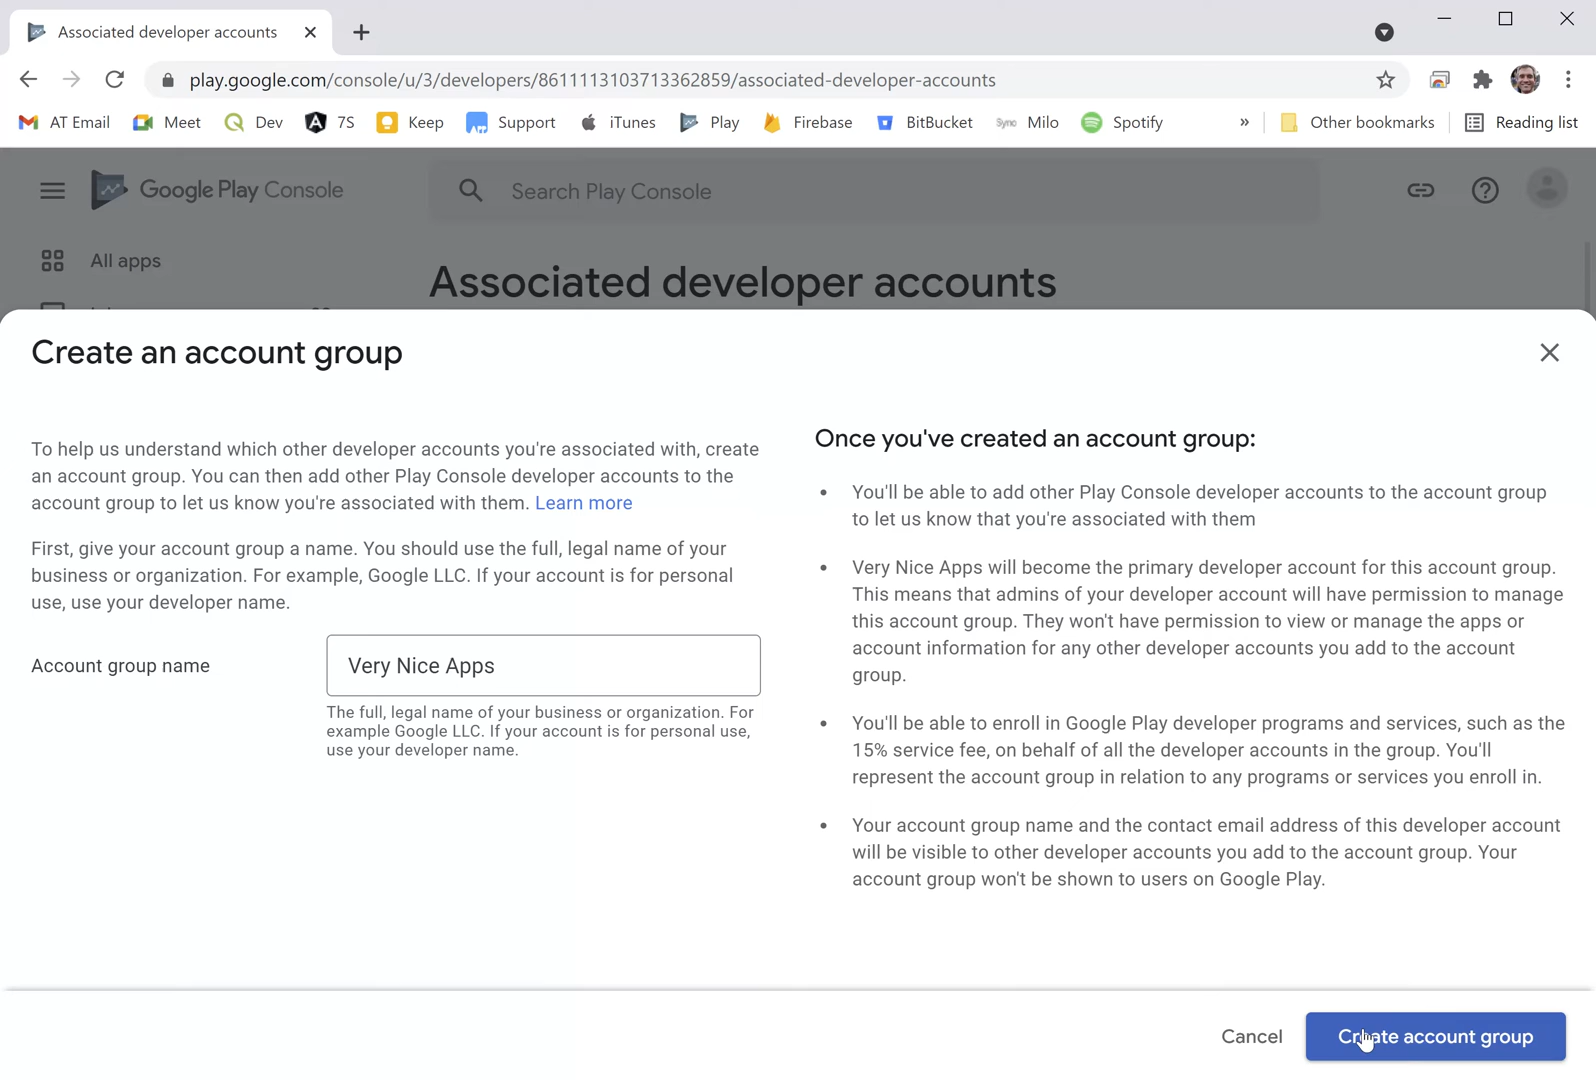 Associated developer accounts
play.google.com/console/u/3/developers/8611113103713362859/associated-developer-accounts
AT Email Meet Dev 7S Keep Support iTunes Play Firebase BitBucket Sync Milo Spotify » Other bookmarks Reading list
Google Play Console Search Play Console
All apps
Associated developer accounts
Create an account group
To help us understand which other developer accounts you're associated with, create
an account group. You can then add other Play Console developer accounts to the
account group to let us know you're associated with them. Learn more
First, give your account group a name. You should use the full, legal name of your
business or organization. For example, Google LLC. If your account is for personal
use, use your developer name.
Account group name Very Nice Apps
The full, legal name of your business or organization. For
example Google LLC. If your account is for personal use,
use your developer name.
Once you've created an account group:
• You'll be able to add other Play Console developer accounts to the account group
to let us know that you're associated with them
• Very Nice Apps will become the primary developer account for this account group.
This means that admins of your developer account will have permission to manage
this account group. They won't have permission to view or manage the apps or
account information for any other developer accounts you add to the account
group.
• You'll be able to enroll in Google Play developer programs and services, such as the
15% service fee, on behalf of all the developer accounts in the group. You'll
represent the account group in relation to any programs or services you enroll in.
• Your account group name and the contact email address of this developer account
will be visible to other developer accounts you add to the account group. Your
account group won't be shown to users on Google Play.
Cancel Create account group